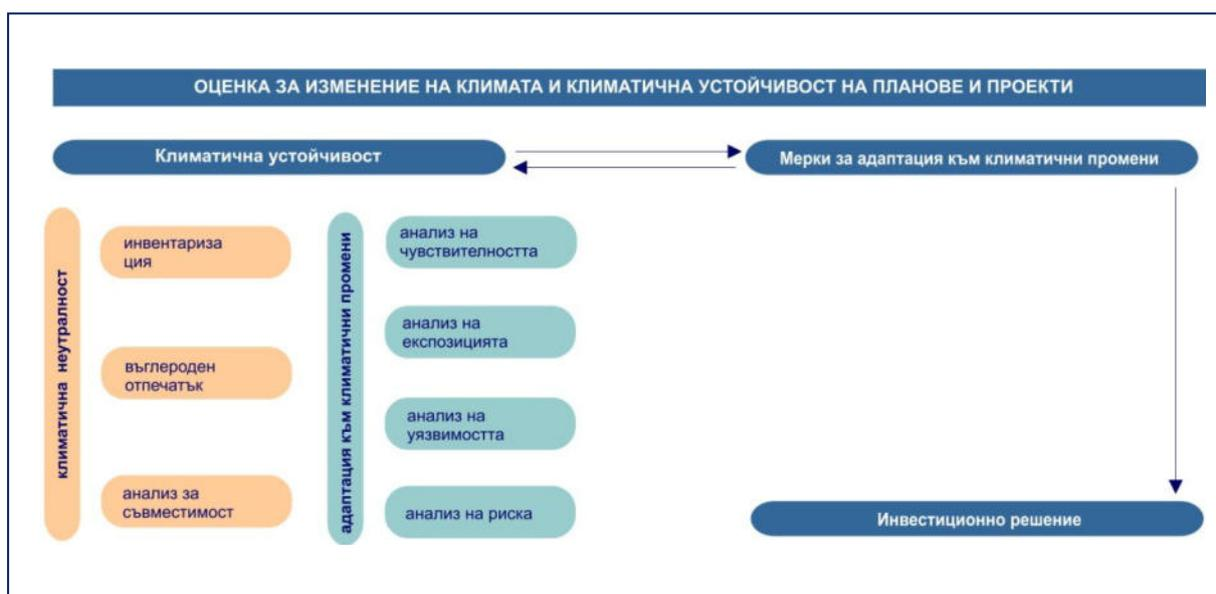 ОЦЕНКА ЗА ИЗМЕНЕНИЕ НА КЛИМАТА И КЛИМАТИЧНА УСТОЙЧИВОСТ НА ПЛАНОВЕ И ПРОЕКТИ
Климатична устойчивост
Мерки за адаптация към климатични промени
климатична неутралност
инвентариза
ция
въглероден
отпечатък
анализ за
съвместимост
адаптация към климатични промени
анализ на
чувствителността
анализ на
експозицията
анализ на
уязвимостта
анализ на риска
Инвестиционно решение